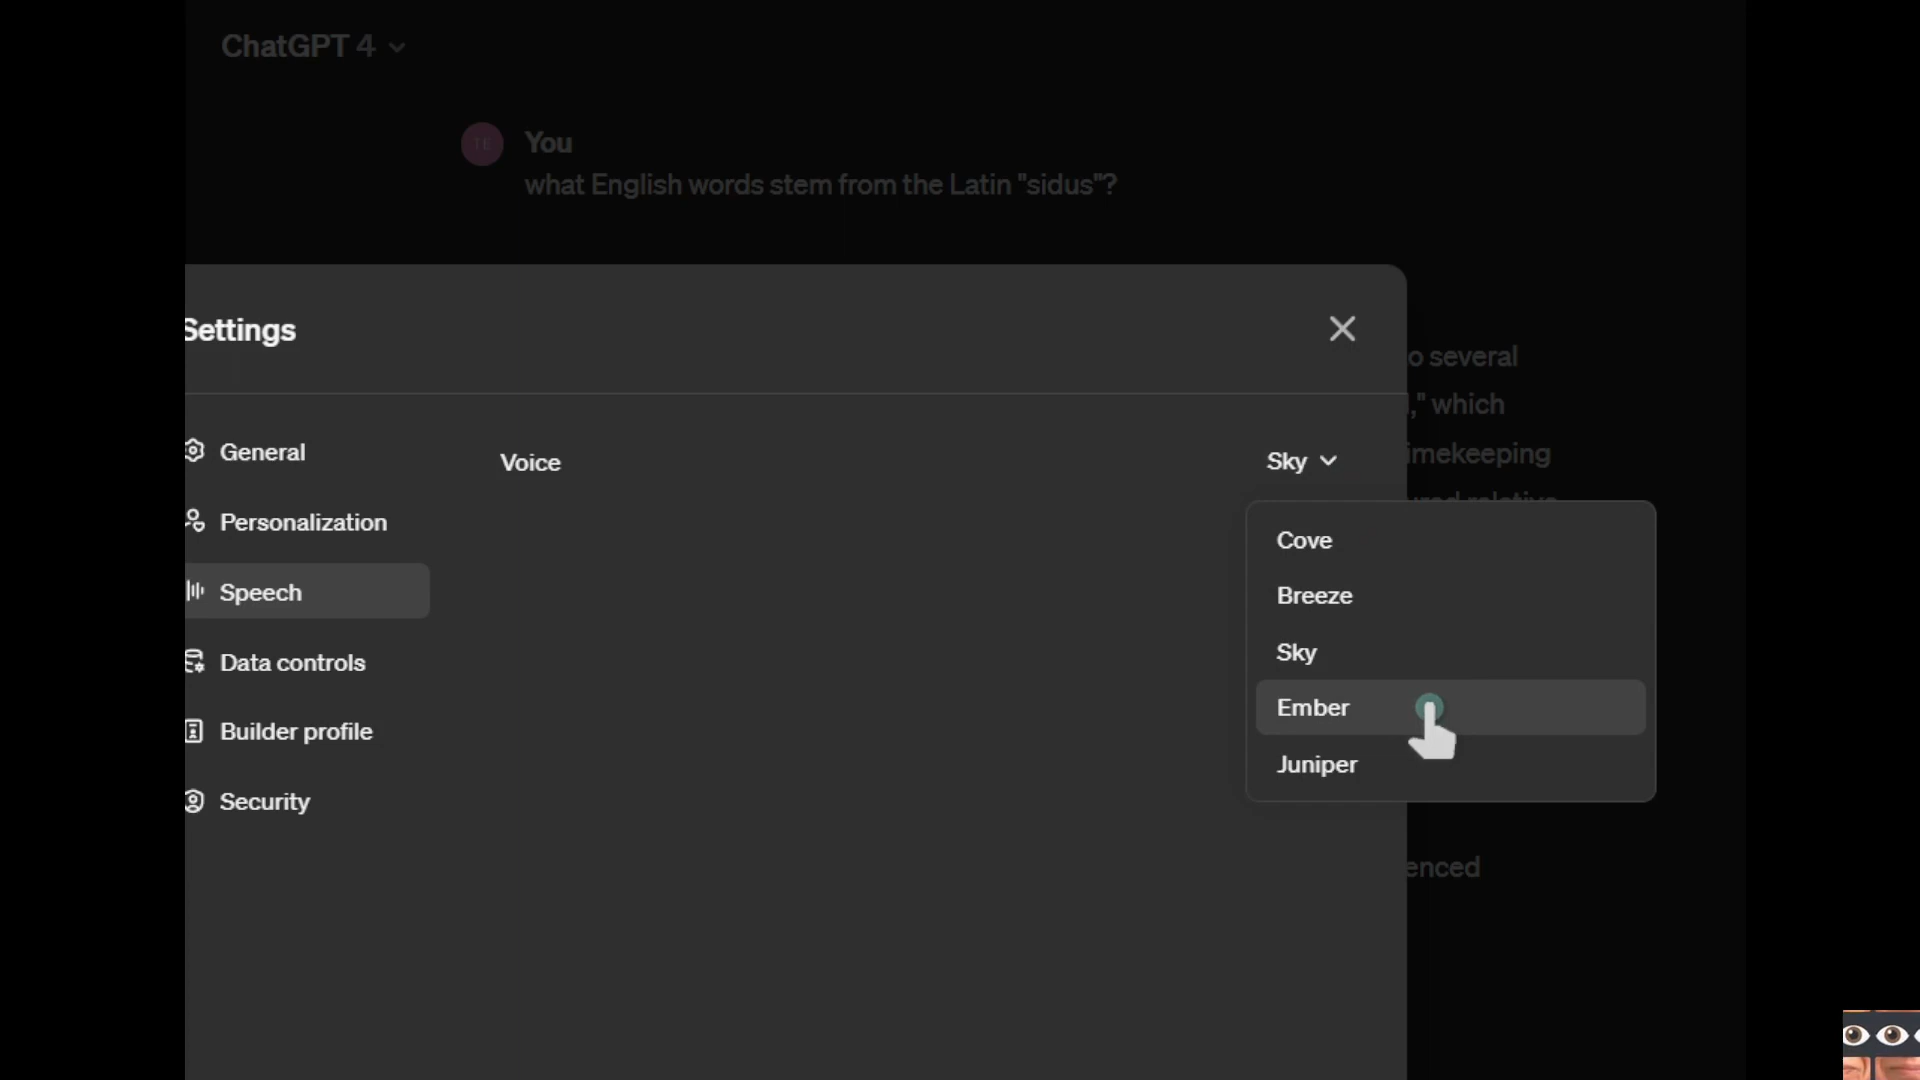 ChatGPT 4
TE
You
what English words stem from the Latin "sidus"?
Settings
o several
," which
imekeeping
General
Voice
Sky
Personalization
Cove
Speech
Breeze
Sky
Data controls
Ember
Builder profile
Juniper
Security
enced